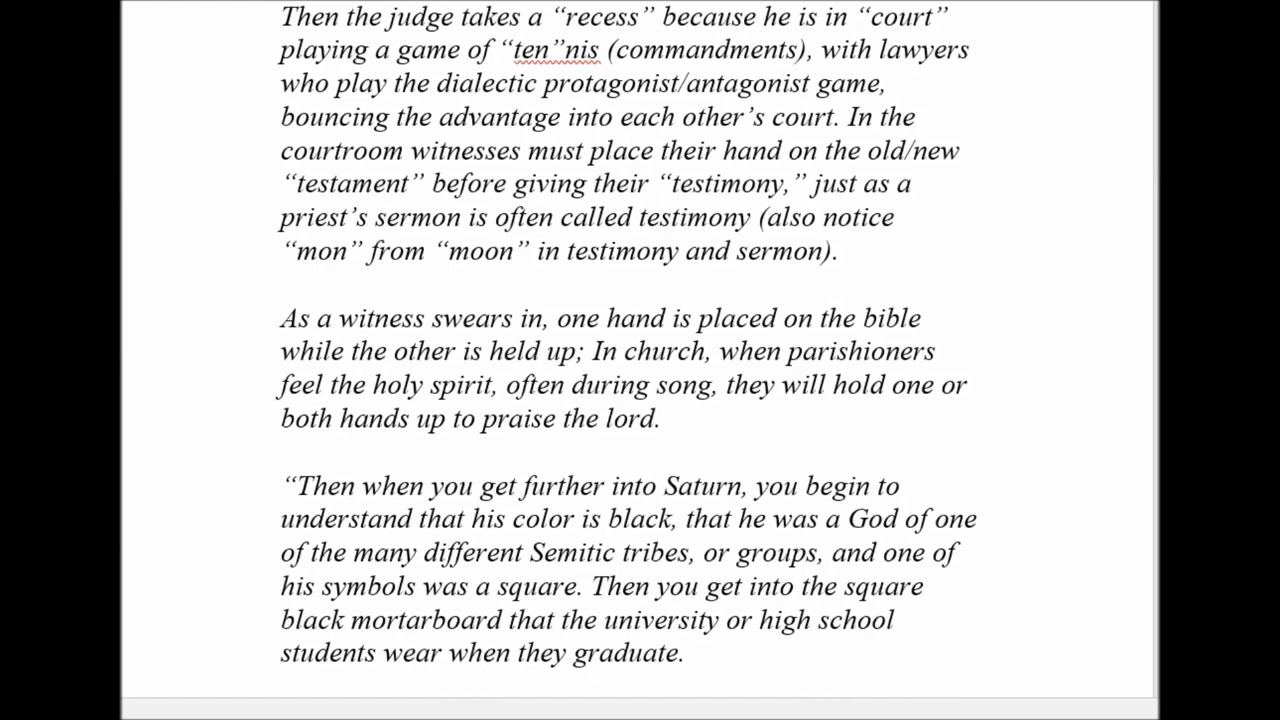 Then the judge takes a “recess” because he is in “court”
playing a game of “ten”nis (commandments), with lawyers
who play the dialectic protagonist/antagonist game,
bouncing the advantage into each other’s court. In the
courtroom witnesses must place their hand on the old/new
“testament” before giving their “testimony,” just as a
priest’s sermon is often called testimony (also notice
“mon” from “moon” in testimony and sermon).
As a witness swears in, one hand is placed on the bible
while the other is held up; In church, when parishioners
feel the holy spirit, often during song, they will hold one or
both hands up to praise the lord.
“Then when you get further into Saturn, you begin to
understand that his color is black, that he was a God of one
of the many different Semitic tribes, or groups, and one of
his symbols was a square. Then you get into the square
black mortarboard that the university or high school
students wear when they graduate.